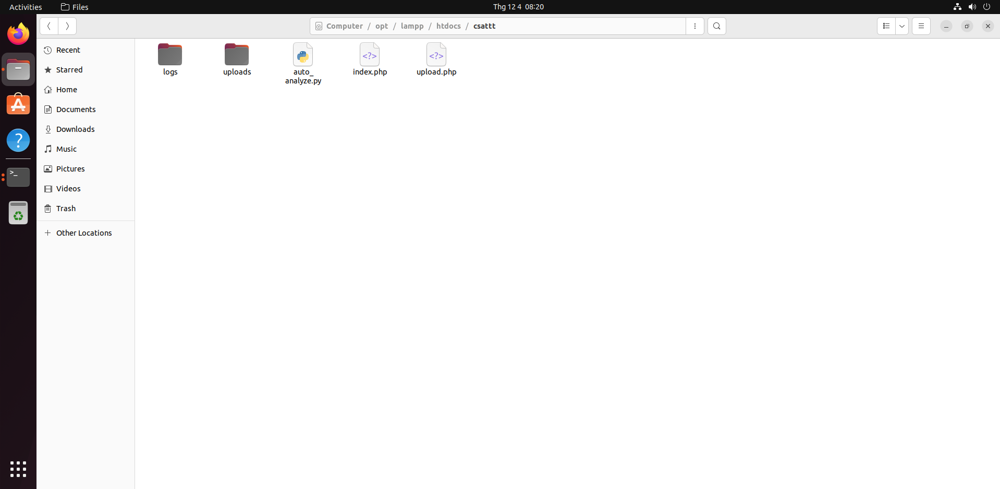 Activities
Files
Thg 12 4 08:20
Computer / opt / lampp / htdocs / csattt
Recent
Starred
Home
Documents
Downloads
Music
Pictures
Videos
Trash
Other Locations
logs
uploads
auto_
analyze.py
index.php
upload.php